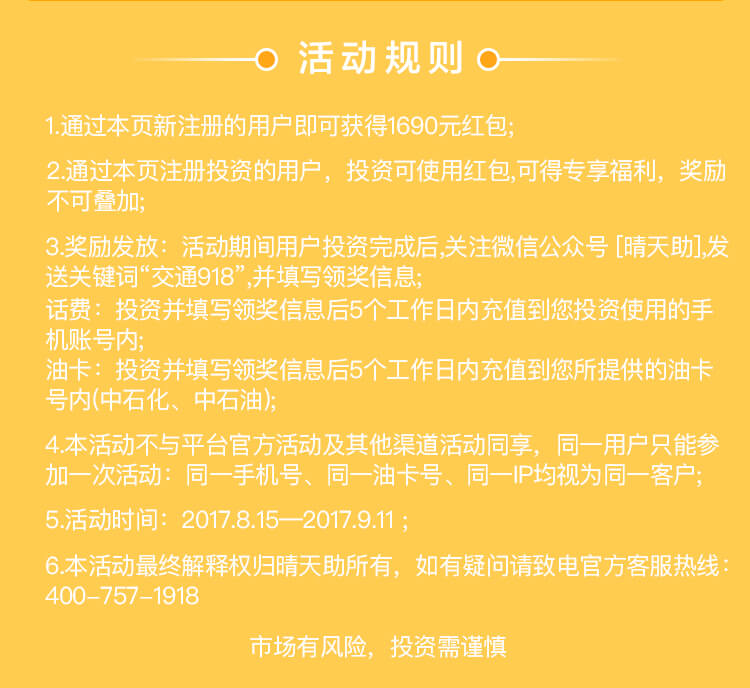 活动规则
1.通过本页新注册的用户即可获得1690元红包;
2.通过本页注册投资的用户，投资可使用红包,可得专享福利，奖励
不可叠加;
3.奖励发放：活动期间用户投资完成后,关注微信公众号 [晴天助],发
送关键词“交通918”,并填写领奖信息;
话费：投资并填写领奖信息后5个工作日内充值到您投资使用的手
机账号内;
油卡：投资并填写领奖信息后5个工作日内充值到您所提供的油卡
号内(中石化、中石油);
4.本活动不与平台官方活动及其他渠道活动同享，同一用户只能参
加一次活动：同一手机号、同一油卡号、同一IP均视为同一客户;
5.活动时间：2017.8.15—2017.9.11 ;
6.本活动最终解释权归晴天助所有，如有疑问请致电官方客服热线：
400-757-1918
市场有风险，投资需谨慎